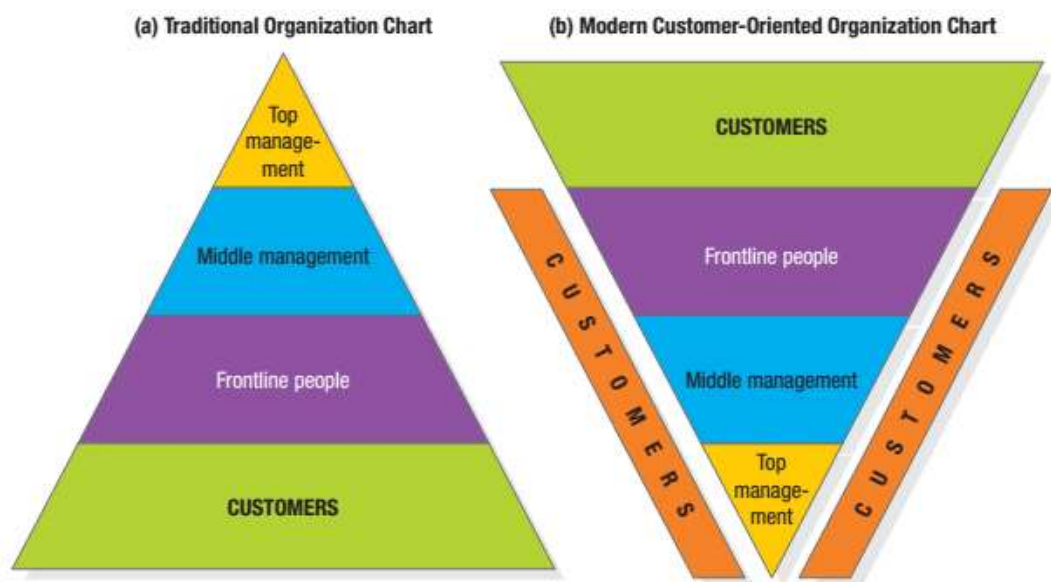 (a) Traditional Organization Chart
Top
manage-
ment
Middle management
Frontline people
CUSTOMERS
(b) Modern Customer-Oriented Organization Chart
CUSTOMERS
Frontline people
Middle management
Top
manage-
ment
CUSTOMERS
CUSTOMERS